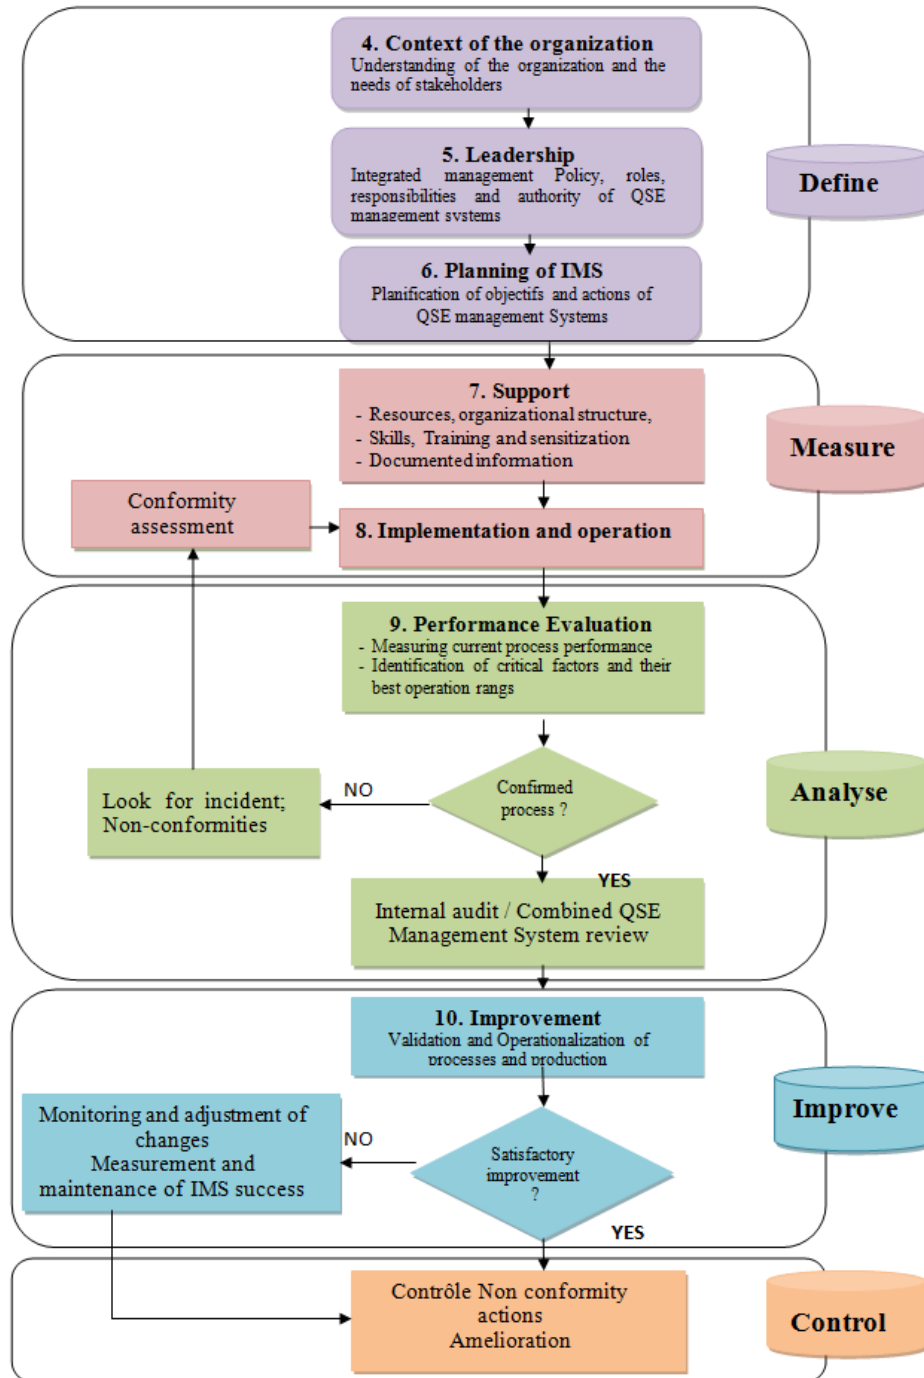 4. Context of the organization
Understanding of the organization and the
needs of stakeholders
5. Leadership
Integrated management Policy, roles,
responsibilities and authority of QSE
management systems
Define
6. Planning of IMS
Planification of objectifs and actions of
QSE management Systems
7. Support
- Resources, organizational structure,
- Skills, Training and sensitization
- Documented information
Measure
Conformity
assessment
8. Implementation and operation
9. Performance Evaluation
- Measuring current process performance
- Identification of critical factors and their
best operation rangs
Confirmed
process ?
NO
Look for incident;
Non-conformities
Analyse
YES
Internal audit / Combined QSE
Management System review
10. Improvement
Validation and Operationalization of
processes and production
Improve
Monitoring and adjustment of
changes
Measurement and
maintenance of IMS success
NO
Satisfactory
improvement
?
YES
Contrôle Non conformity
actions
Amelioration
Control